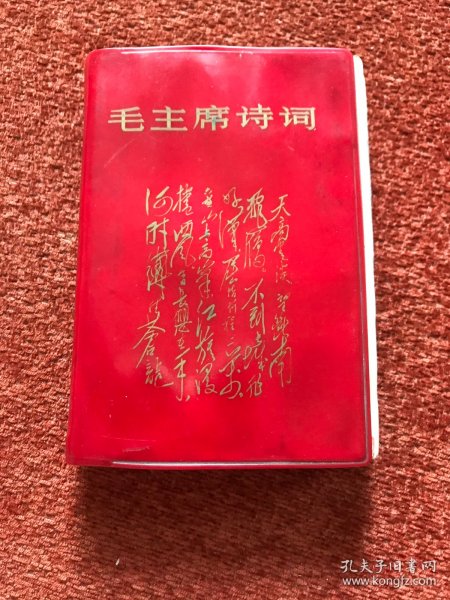 毛主席诗词
天高云淡 望断南
飞雁 不到长城非
好汉 屈指行程二万 六
盘山上高峰 红旗漫
捲西风 今日长缨在手
何时缚住苍龙
孔夫子旧书网
www.kongfz.com